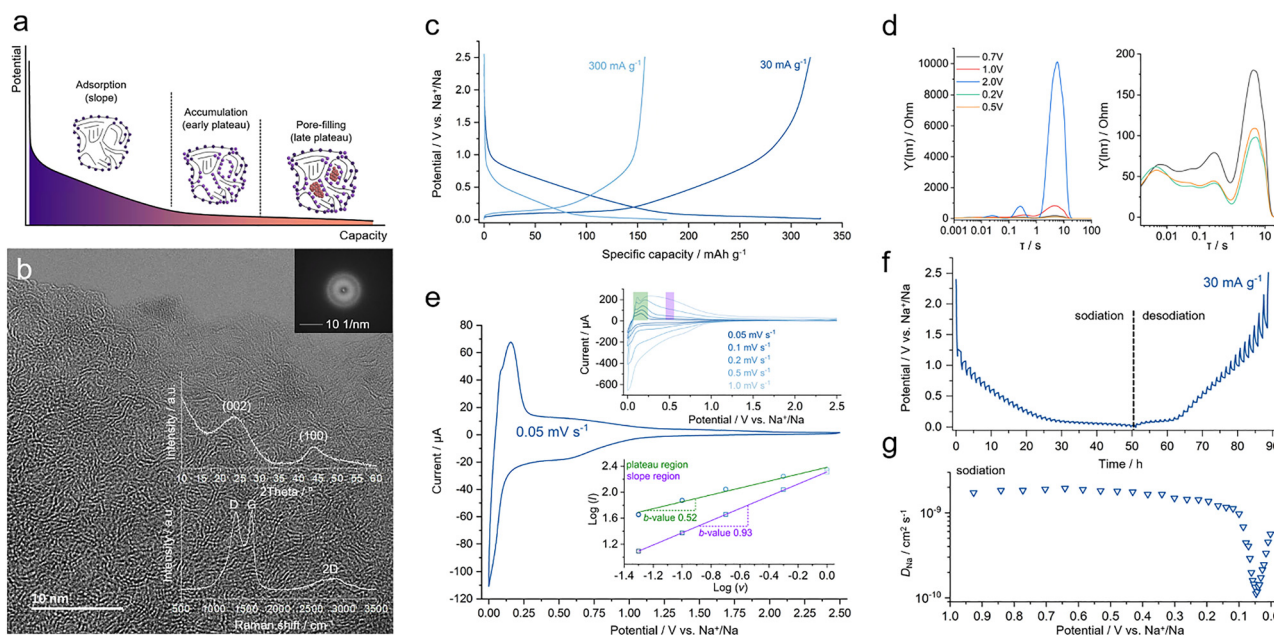 a
Potential
Adsorption
(slope)
Accumulation
(early plateau)
Pore-filling
(late plateau)
Capacity
b
10 1/nm
Intensity / a.u.
(002)
(100)
10 15 20 25 30 35 40 45 50 55 60
2Theta / °
Intensity / a.u.
D
G
2D
500 1000 1500 2000 2500 3000 3500
Raman shift / cm⁻¹
10 nm
c
Potential / V vs. Na⁺/Na
2.5
2.0
1.5
1.0
0.5
0.0
300 mA g⁻¹
30 mA g⁻¹
0 50 100 150 200 250 300 350
Specific capacity / mAh g⁻¹
d
ϒ(lnτ) / Ohm
10000
8000
6000
4000
2000
0
0.7V
1.0V
2.0V
0.2V
0.5V
0.001 0.01 0.1 1 10 100
τ / s
ϒ(lnτ) / Ohm
200
150
100
50
0
0.01 0.1 1 10
τ / s
e
Current / µA
80
60
40
20
0
-20
-40
-60
-80
-100
-120
0.05 mV s⁻¹
0.00 0.25 0.50 0.75 1.00 1.25 1.50 1.75 2.00 2.25 2.50
Potential / V vs. Na⁺/Na
Current / µA
200
0
-200
-400
-600
0.05 mV s⁻¹
0.1 mV s⁻¹
0.2 mV s⁻¹
0.5 mV s⁻¹
1.0 mV s⁻¹
0.0 0.5 1.0 1.5 2.0 2.5
Potential / V vs. Na⁺/Na
Log (I)
2.4
2.0
1.6
1.2
plateau region
slope region
b-value 0.52
b-value 0.93
-1.4 -1.2 -1.0 -0.8 -0.6 -0.4 -0.2 0.0
Log (v)
f
Potential / V vs. Na⁺/Na
2.5
2.0
1.5
1.0
0.5
0.0
30 mA g⁻¹
sodiation
desodiation
0 10 20 30 40 50 60 70 80 90
Time / h
g
sodiation
D_Na / cm² s⁻¹
10⁻⁹
10⁻¹⁰
1.0 0.9 0.8 0.7 0.6 0.5 0.4 0.3 0.2 0.1 0.0
Potential / V vs. Na⁺/Na